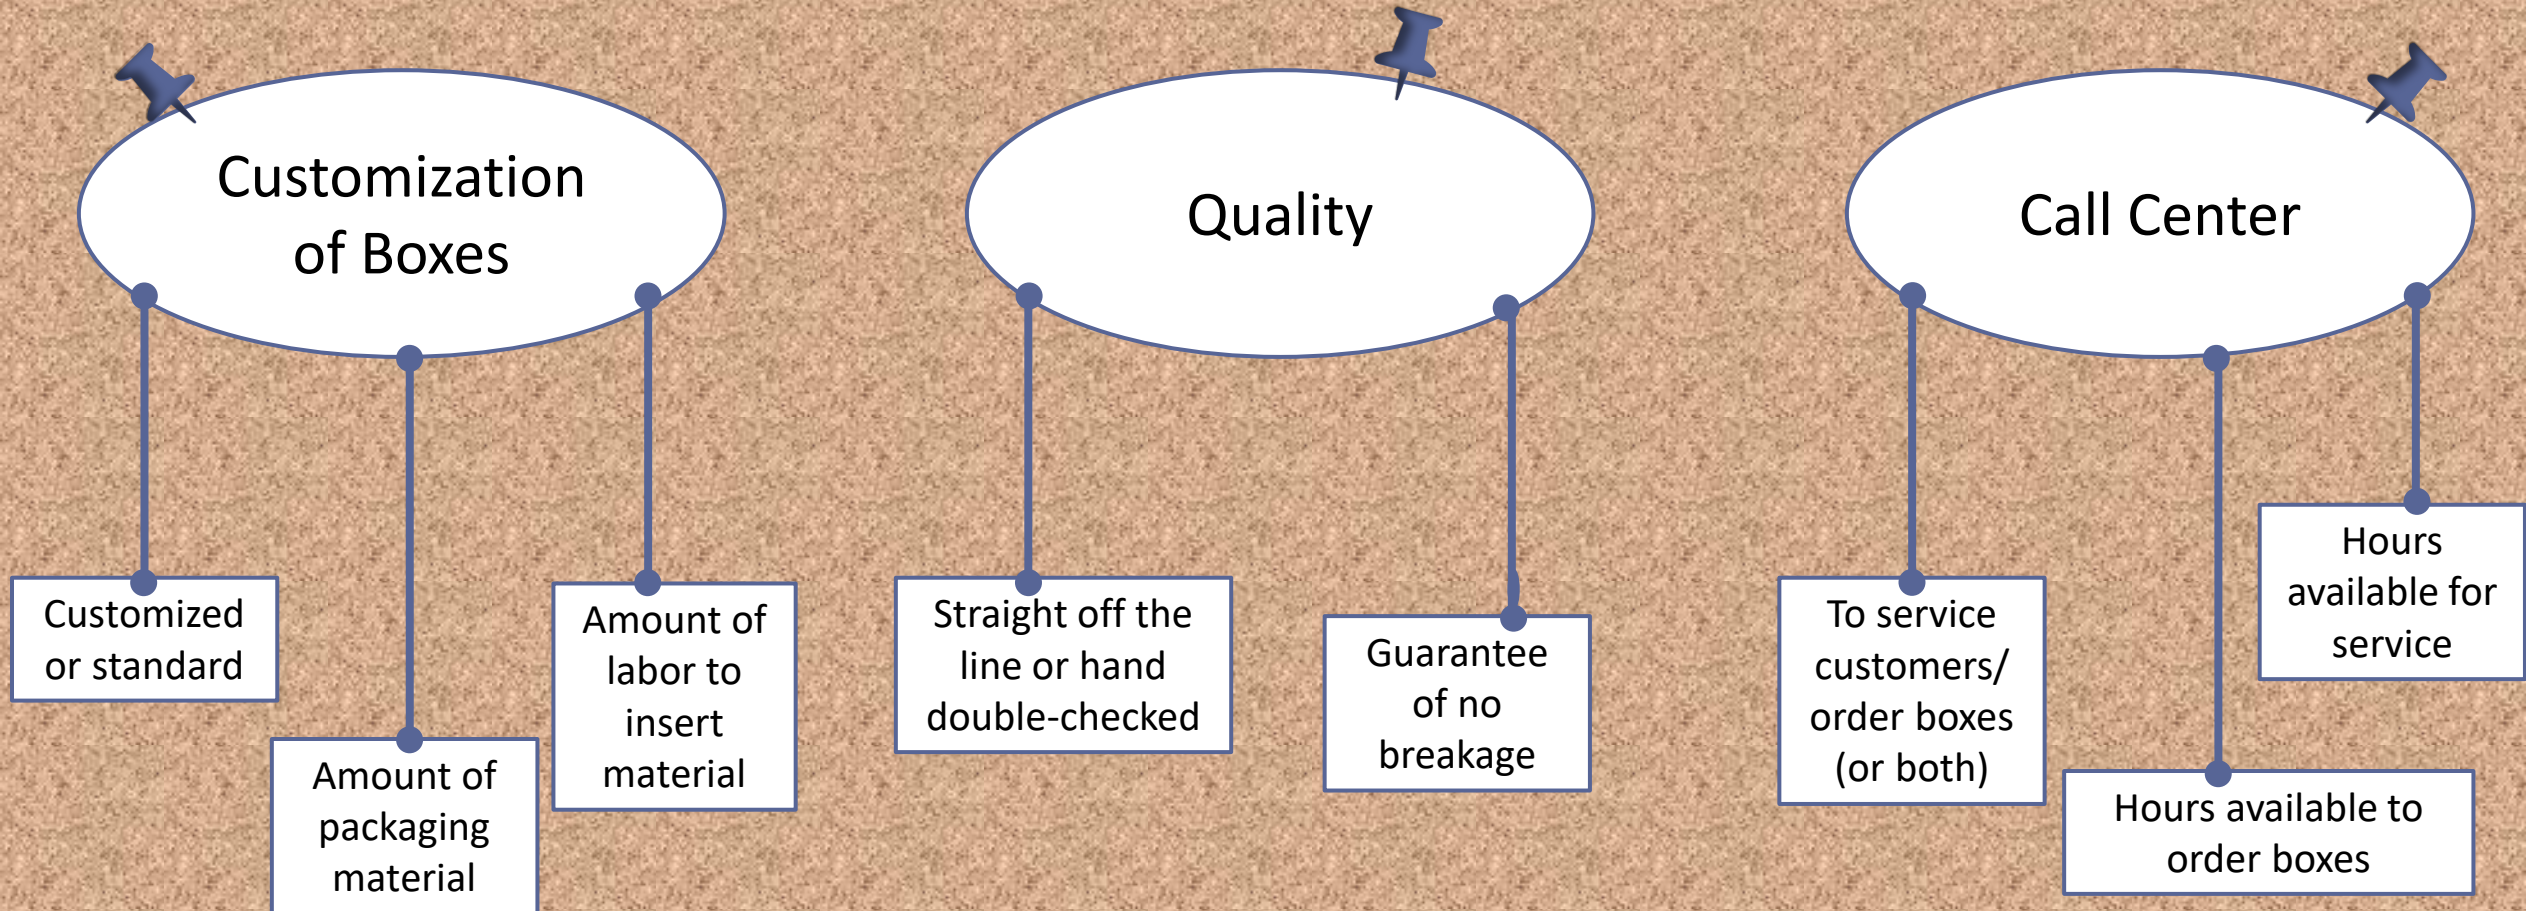 Customization
of Boxes
Customized
or standard
Amount of
packaging
material
Amount of
labor to
insert
material
Quality
Straight off the
line or hand
double-checked
Guarantee
of no
breakage
Call Center
To service
customers/
order boxes
(or both)
Hours available to
order boxes
Hours
available for
service